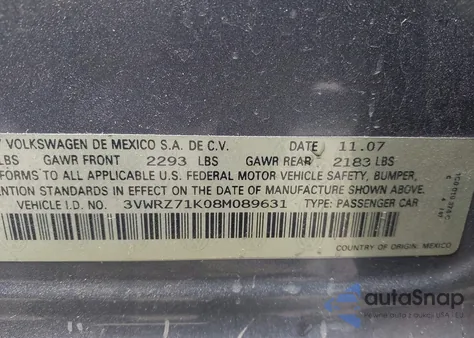 VOLKSWAGEN DE MEXICO S.A. DE C.V. DATE 11.07
LBS GAWR FRONT 2293 LBS GAWR REAR 2183 LBS
FORMS TO ALL APPLICABLE U.S. FEDERAL MOTOR VEHICLE SAFETY, BUMPER,
ENTION STANDARDS IN EFFECT ON THE DATE OF MANUFACTURE SHOWN ABOVE.
VEHICLE I.D. NO. 3VWRZ71K08M089631 TYPE: PASSENGER CAR
COUNTRY OF ORIGIN: MEXICO
autoSnap